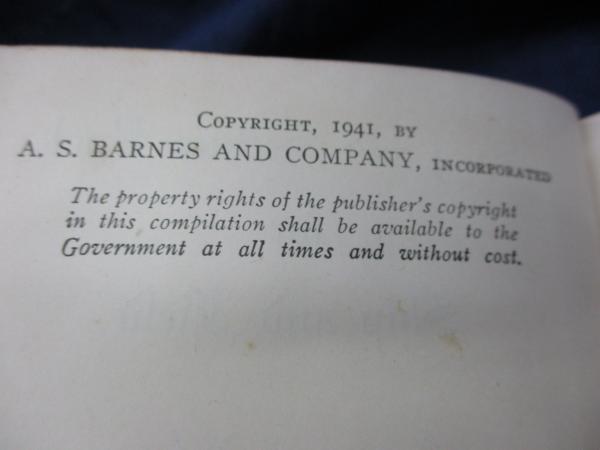 COPYRIGHT, 1941, BY
A. S. BARNES AND COMPANY, INCORPORATED
The property rights of the publisher's copyright
in this compilation shall be available to the
Government at all times and without cost.